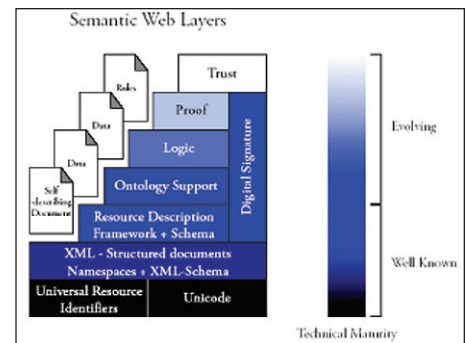 Semantic Web Layers
Rules
Trust
Data
Proof
Data
Logic
Self
-describing
Document
Ontology Support
Digital Signature
Resource Description
Framework + Schema
XML - Structured documents
Namespaces + XML-Schema
Universal Resource
Identifiers
Unicode
Evolving
Well Known
Technical Maturity